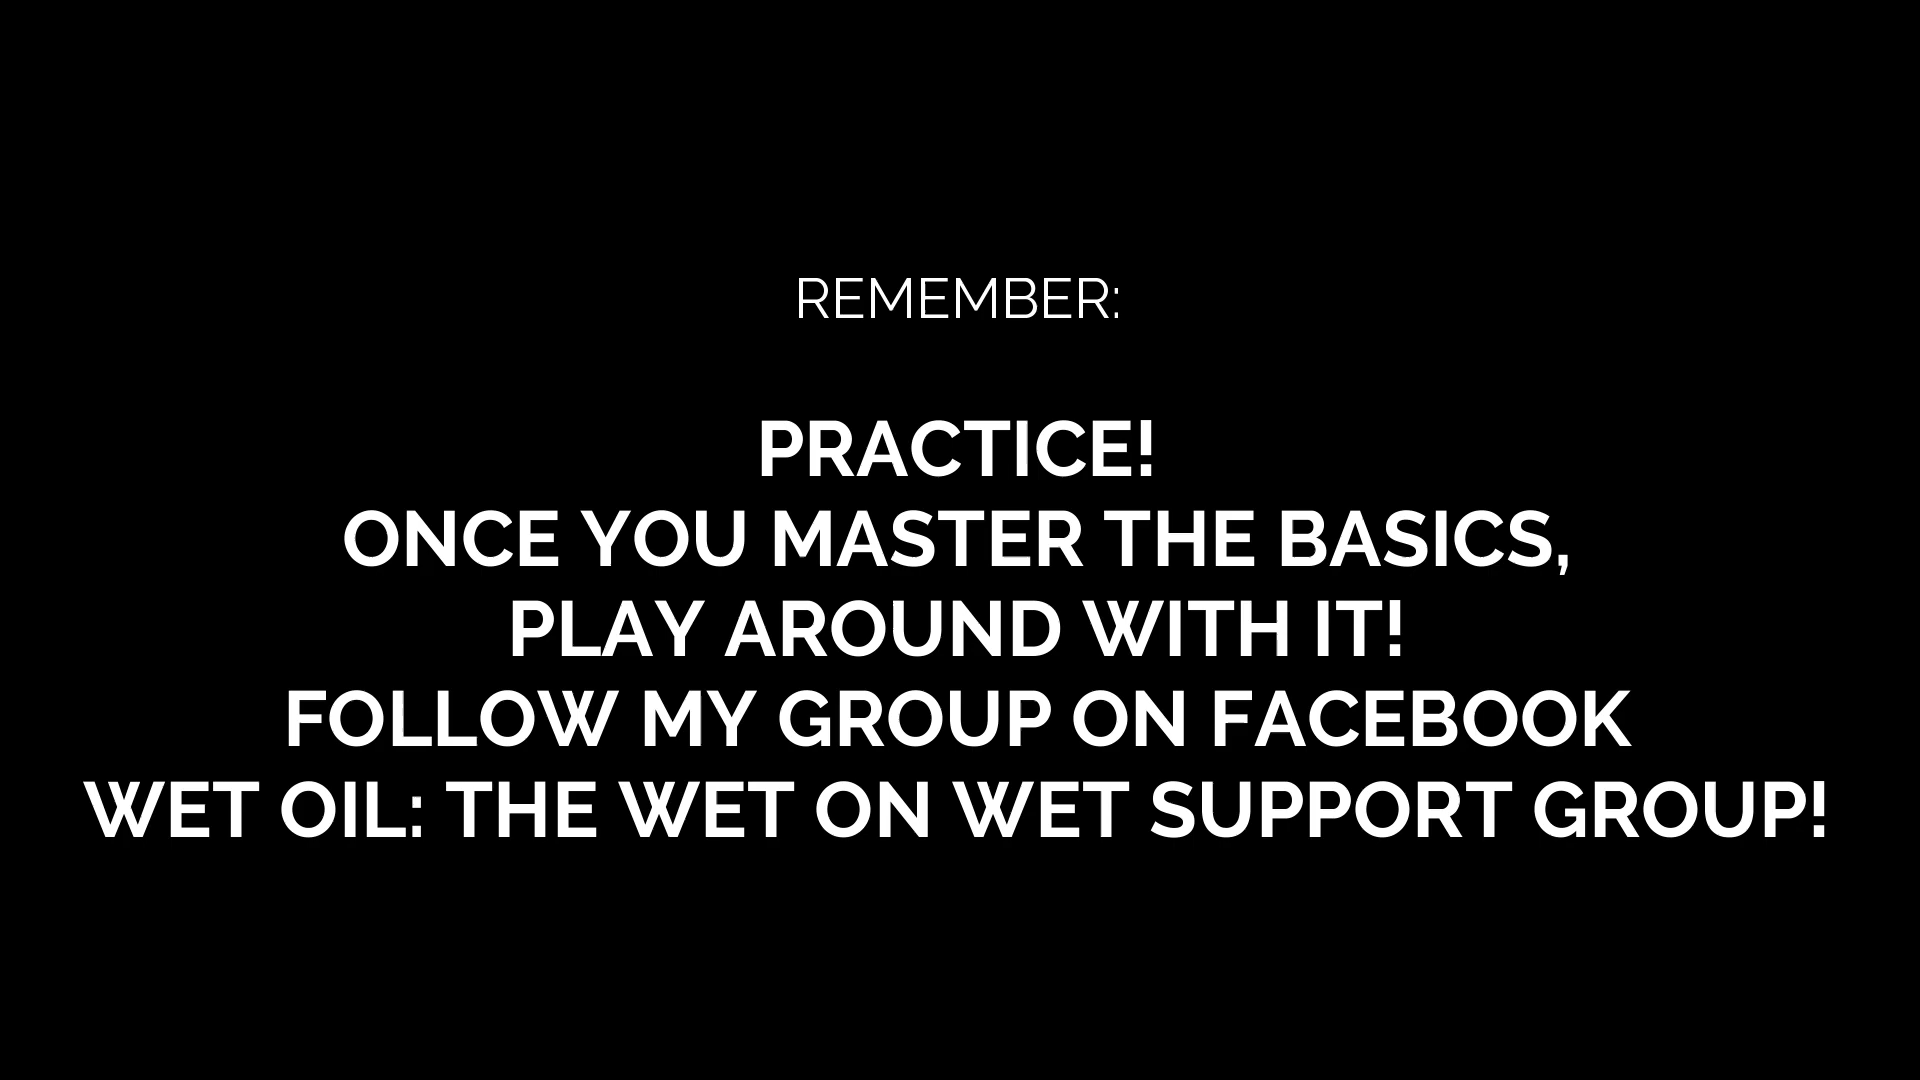 REMEMBER:
PRACTICE!
ONCE YOU MASTER THE BASICS,
PLAY AROUND WITH IT!
FOLLOW MY GROUP ON FACEBOOK
WET OIL: THE WET ON WET SUPPORT GROUP!